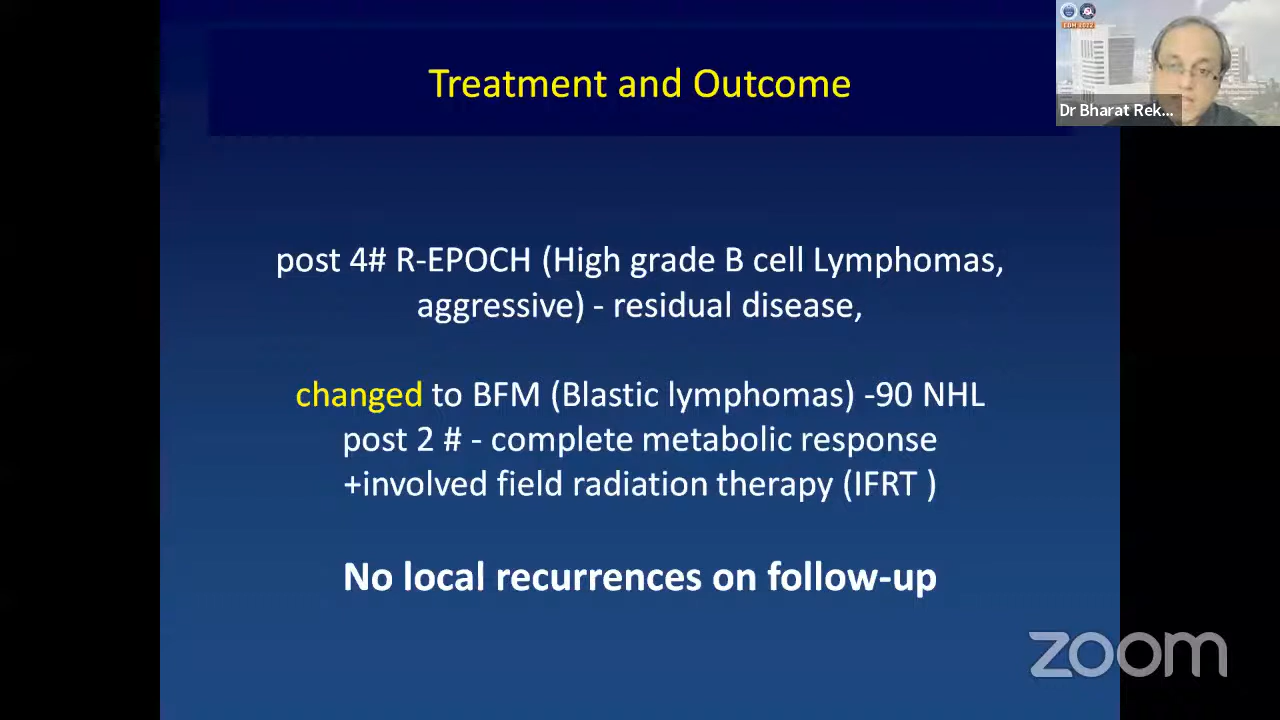 Treatment and Outcome
Dr Bharat Rek...
post 4# R-EPOCH (High grade B cell Lymphomas,
aggressive) - residual disease,
changed to BFM (Blastic lymphomas) -90 NHL
post 2 # - complete metabolic response
+involved field radiation therapy (IFRT )
No local recurrences on follow-up
zoom